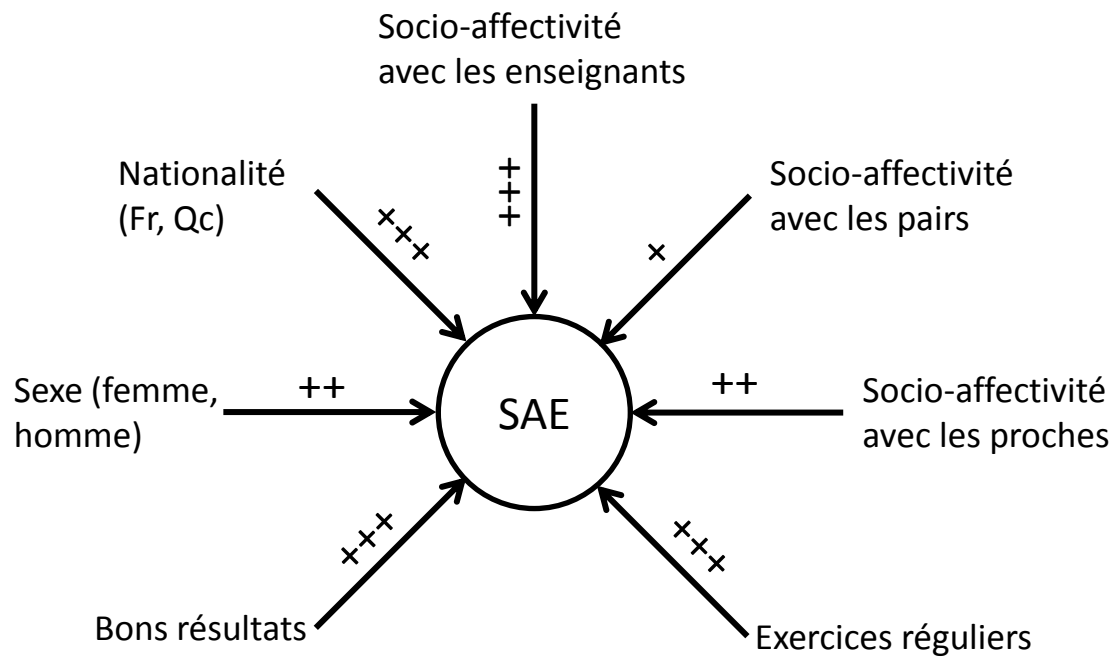 Socio-affectivité
avec les enseignants
+++
Nationalité
(Fr, Qc)
+++
Socio-affectivité
avec les pairs
+
Sexe (femme,
homme)
++
SAE
++
Socio-affectivité
avec les proches
+++
Bons résultats
+++
Exercices réguliers